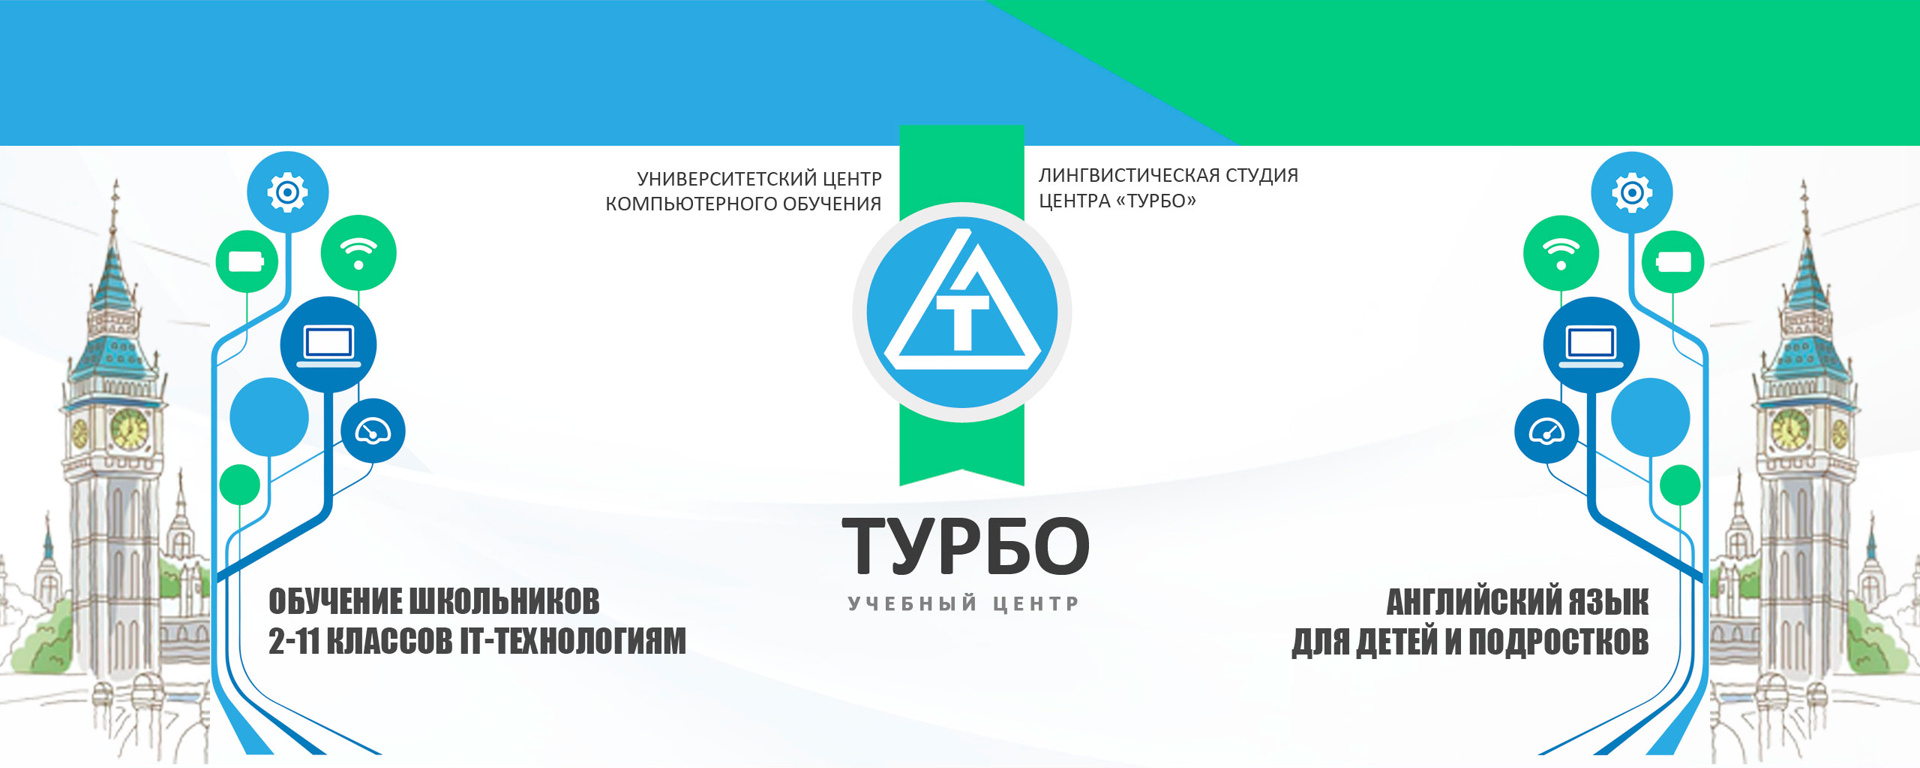 УНИВЕРСИТЕТСКИЙ ЦЕНТР
КОМПЬЮТЕРНОГО ОБУЧЕНИЯ
ЛИНГВИСТИЧЕСКАЯ СТУДИЯ
ЦЕНТРА «ТУРБО»
Т
ТУРБО
УЧЕБНЫЙ ЦЕНТР
ОБУЧЕНИЕ ШКОЛЬНИКОВ
2-11 КЛАССОВ IT-ТЕХНОЛОГИЯМ
АНГЛИЙСКИЙ ЯЗЫК
ДЛЯ ДЕТЕЙ И ПОДРОСТКОВ